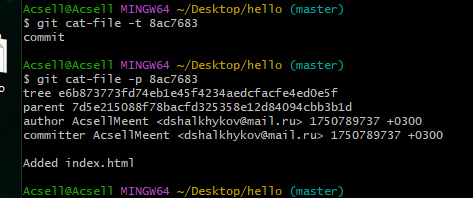 Acsell@Acsell MINGW64 ~/Desktop/hello (master)
$ git cat-file -t 8ac7683
commit
Acsell@Acsell MINGW64 ~/Desktop/hello (master)
$ git cat-file -p 8ac7683
tree e6b873773fd74eb1e45f4234aedcfacfe4ed0e5f
parent 7d5e215088f78bacfd325358e12d84094cbb3b1d
author AcsellMeent <dshalkhykov@mail.ru> 1750789737 +0300
committer AcsellMeent <dshalkhykov@mail.ru> 1750789737 +0300
Added index.html
Acsell@Acsell MINGW64 ~/Desktop/hello (master)